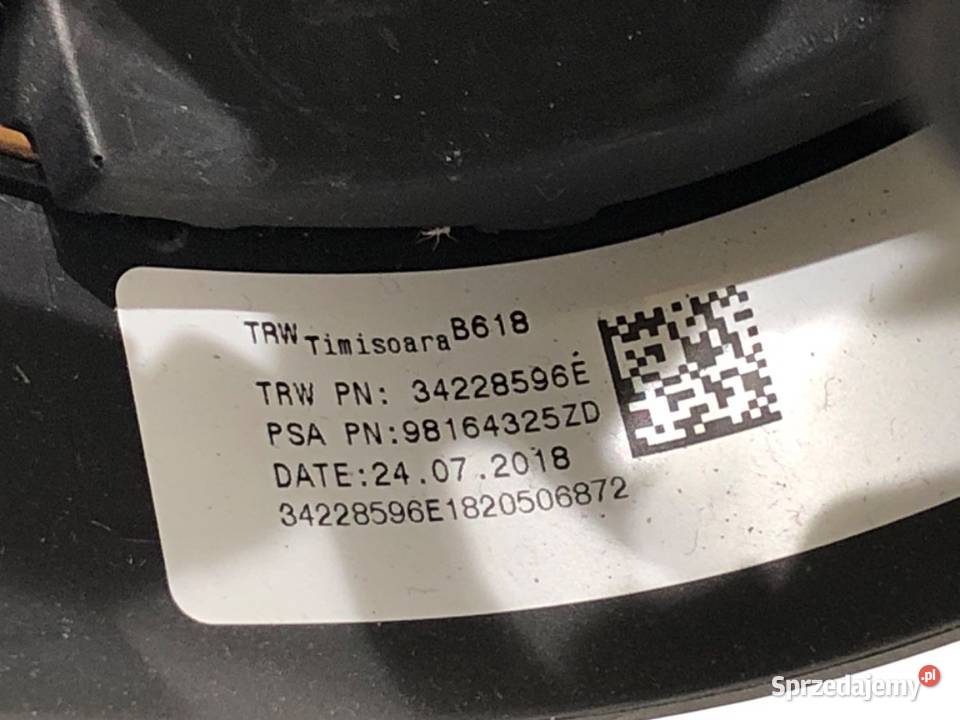 TRW Timisoara B618
TRW PN: 34228596E
PSA PN:98164325ZD
DATE:24.07.2018
34228596E1820506872
Sprzedajemy.pl